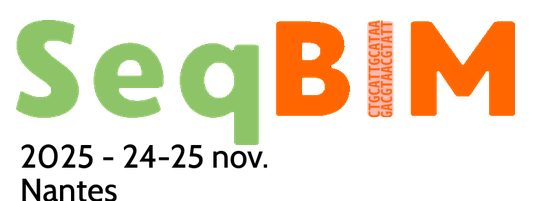 SeqBIM
CTGCATTGCATAA
GACGTAACGTATT
2025 - 24-25 nov.
Nantes